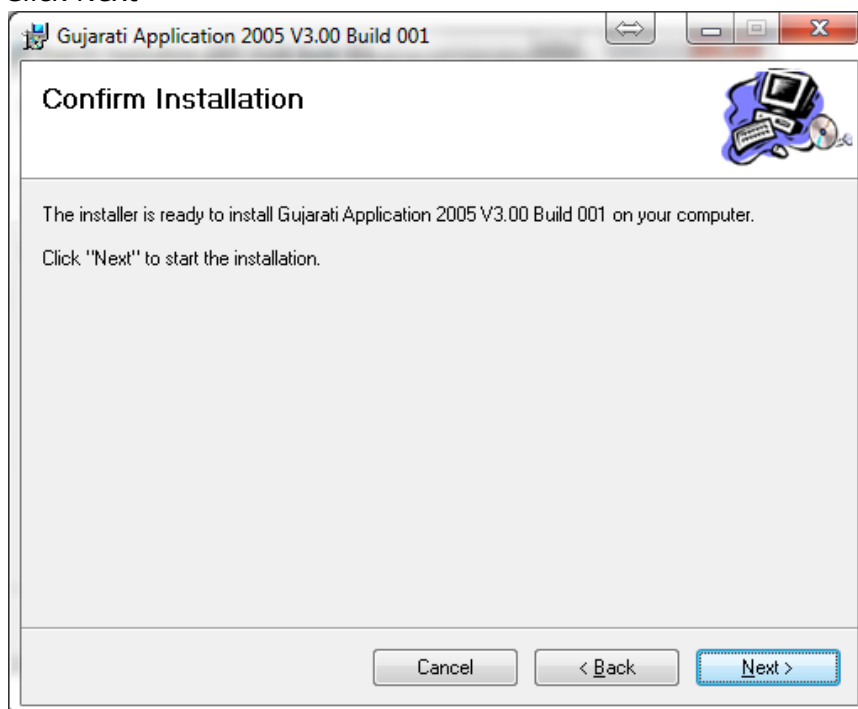 Gujarati Application 2005 V3.00 Build 001
Confirm Installation
The installer is ready to install Gujarati Application 2005 V3.00 Build 001 on your computer.
Click "Next" to start the installation.
Cancel
< Back
Next >